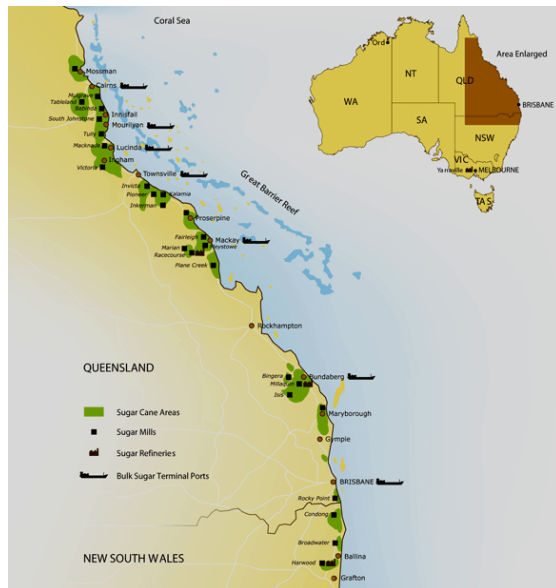 Coral Sea
Area Enlarged
Ord
NT
QLD
WA
SA
BRISBANE
NSW
VIC
Yarraville
MELBOURNE
TAS
Mossman
Cairns
Mulgrave
Tableland
Babinda
Innisfail
South Johnstone
Mourilyan
Tully
Macknade
Lucinda
Ingham
Victoria
Townsville
Invicta
Pioneer
Kalamia
Inkerman
Great Barrier Reef
Proserpine
Farleigh
Mackay
Marian
Racecourse
Plane Creek
Rockhampton
QUEENSLAND
Bingera
Bundaberg
Millaquin
Isis
Maryborough
Gympie
Sugar Cane Areas
Sugar Mills
Sugar Refineries
Bulk Sugar Terminal Ports
BRISBANE
Rocky Point
Condong
Broadwater
Ballina
NEW SOUTH WALES
Harwood
Grafton